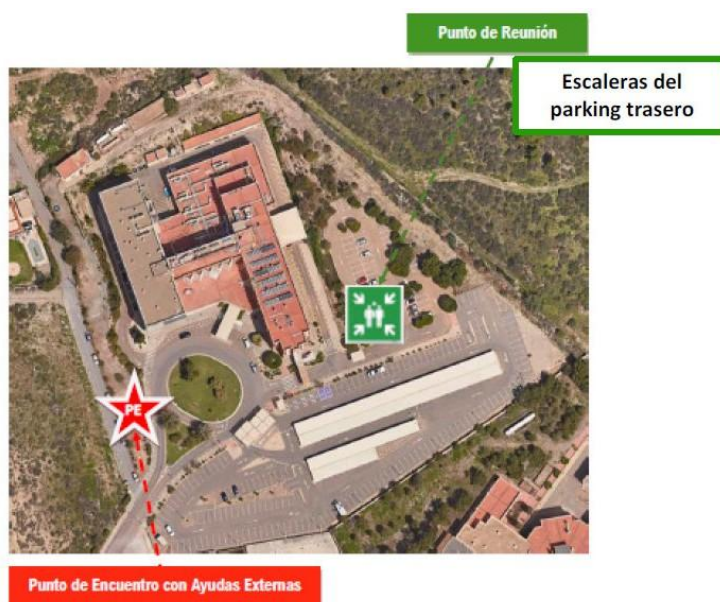 Punto de Reunión
Escaleras del
parking trasero
PE
Punto de Encuentro con Ayudas Externas